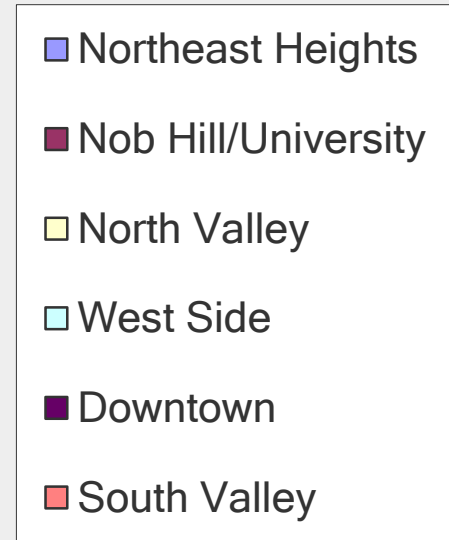 Northeast Heights
Nob Hill/University
North Valley
West Side
Downtown
South Valley